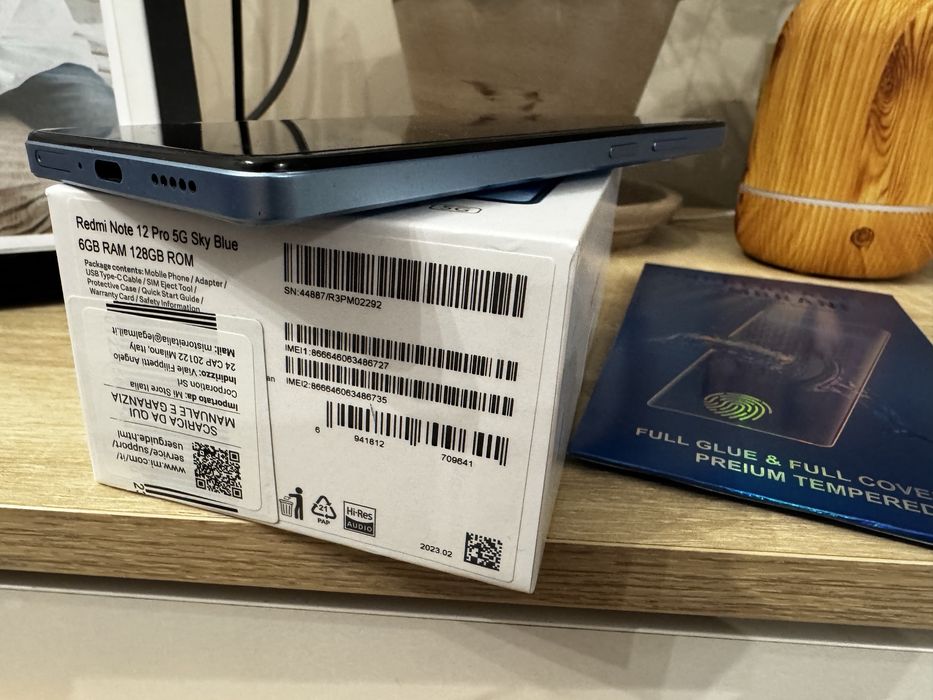 5G
Redmi Note 12 Pro 5G Sky Blue
6GB RAM 128GB ROM
Package contents: Mobile Phone / Adapter /
USB Type-C Cable / SIM Eject Tool /
Protective Case / Quick Start Guide /
Warranty Card / Safety Information
SN:44887/R3PM02292
IMEI1:866646063486727
IMEI2:866646063486735
6 941812 709641
www.mi.com/it/
service/support/
userguide.html
SCARICA DA QUI
MANUALE E GARANZIA
Importato da: Mi Store Italia
Corporation Srl
Indirizzo: Viale Filippetti Angelo
24 CAP 20122 Milano, Italy
Mail: mistoreitalia@legalmail.it
21
PAP
Hi-Res
AUDIO
2023.02
FULL GLUE & FULL COVE
PREIUM TEMPERED